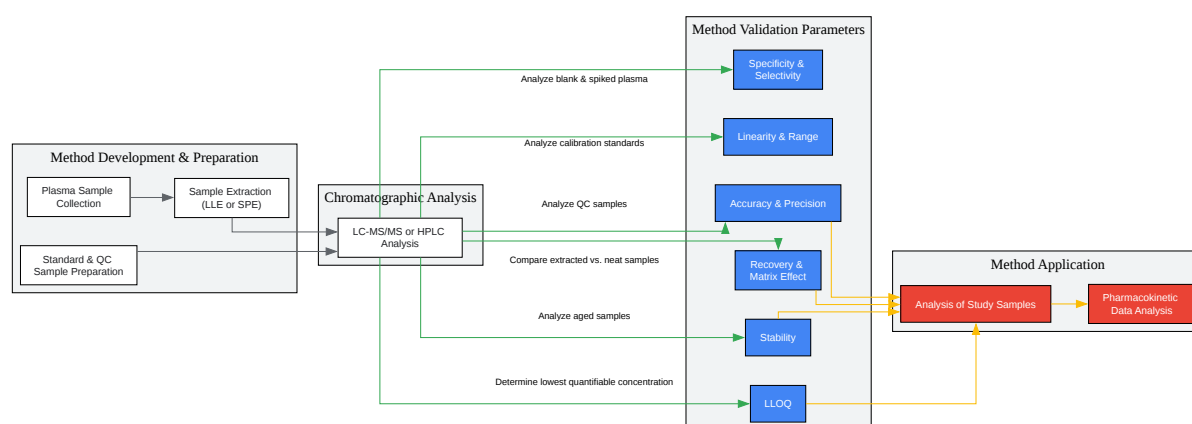 Method Development & Preparation
Plasma Sample
Collection
Sample Extraction
(LLE or SPE)
Standard & QC
Sample Preparation
Chromatographic Analysis
LC-MS/MS or HPLC
Analysis
Analyze blank & spiked plasma
Analyze calibration standards
Analyze QC samples
Compare extracted vs. neat samples
Analyze aged samples
Determine lowest quantifiable concentration
Method Validation Parameters
Specificity &
Selectivity
Linearity & Range
Accuracy & Precision
Recovery &
Matrix Effect
Stability
LLOQ
Method Application
Analysis of Study Samples
Pharmacokinetic
Data Analysis